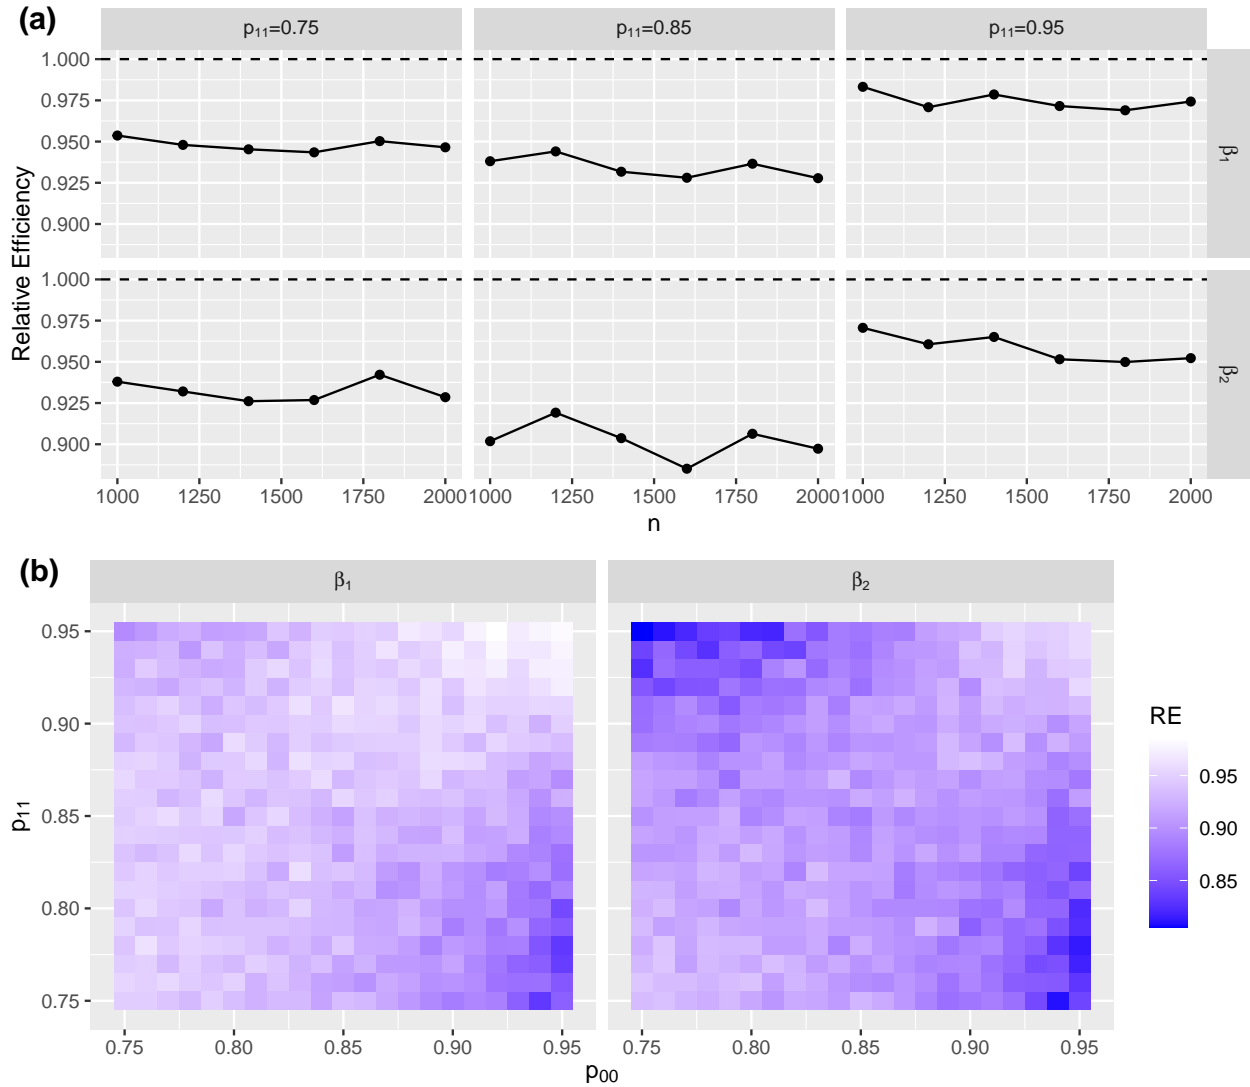 (a)
p₁₁=0.75 p₁₁=0.85 p₁₁=0.95
Relative Efficiency
1.000
0.975
0.950
0.925
0.900
β₁
1.000
0.975
0.950
0.925
0.900
β₂
1000 1250 1500 1750 2000 1000 1250 1500 1750 2000 1000 1250 1500 1750 2000
n
(b)
β₁ β₂
p₁₁
0.95
0.90
0.85
0.80
0.75
0.75 0.80 0.85 0.90 0.95 0.75 0.80 0.85 0.90 0.95
p₀₀
RE
0.95
0.90
0.85